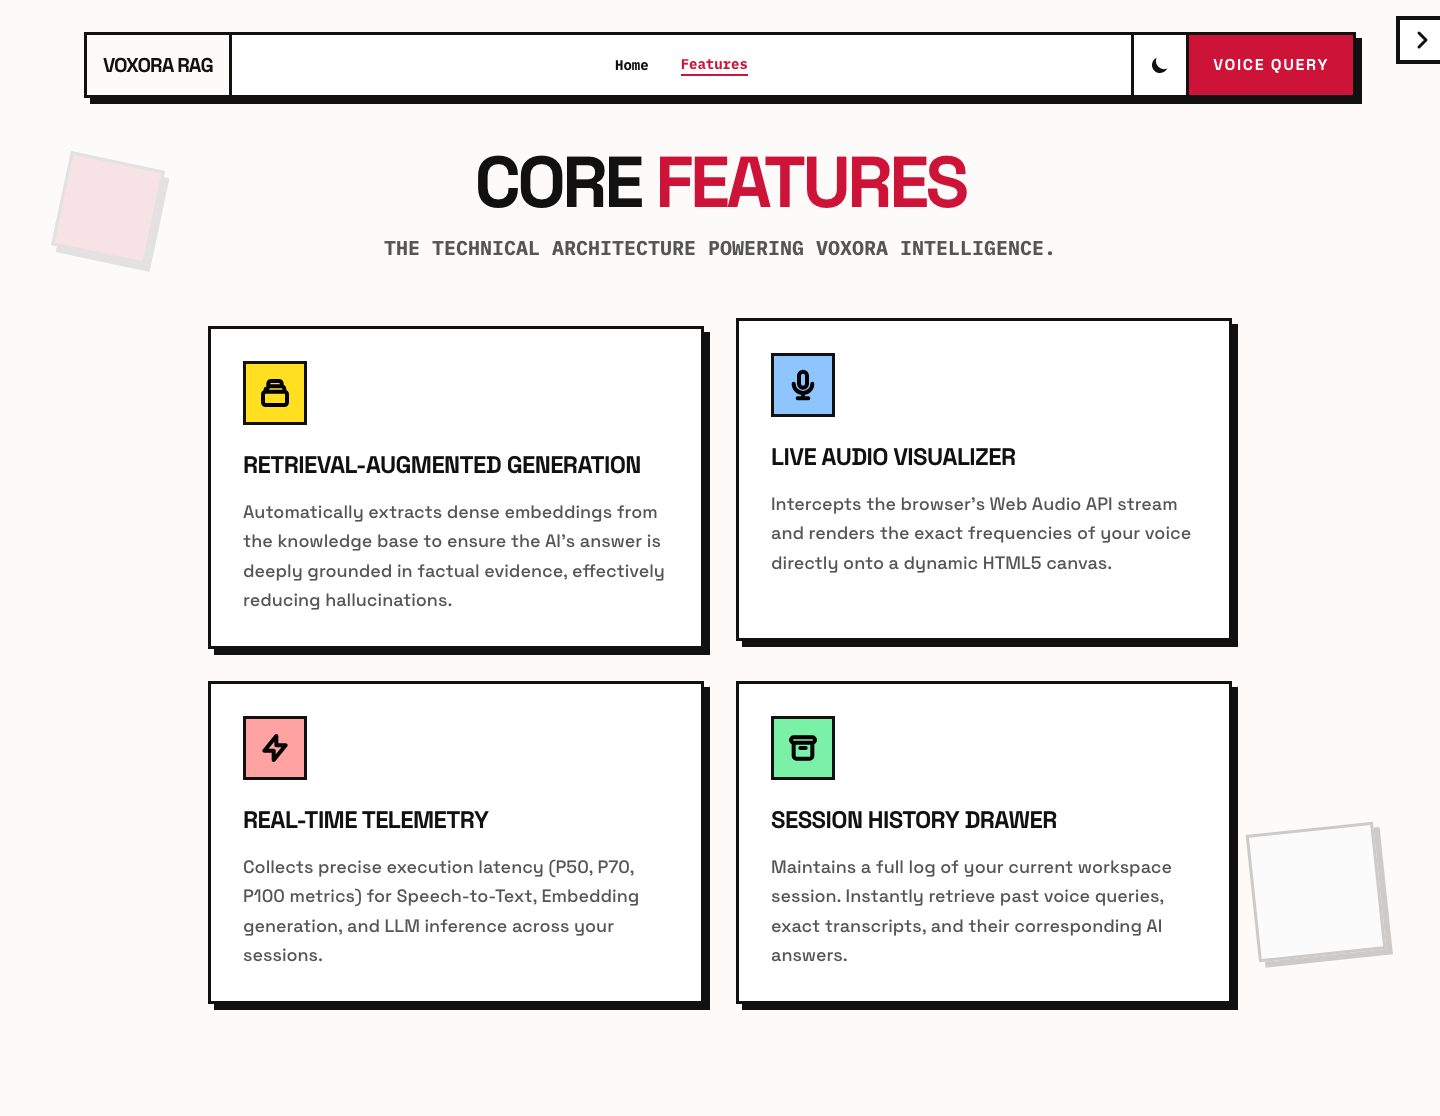 VOXORA RAG
Home
Features
VOICE QUERY
CORE FEATURES
THE TECHNICAL ARCHITECTURE POWERING VOXORA INTELLIGENCE.
RETRIEVAL-AUGMENTED GENERATION
Automatically extracts dense embeddings from
the knowledge base to ensure the AI's answer is
deeply grounded in factual evidence, effectively
reducing hallucinations.
LIVE AUDIO VISUALIZER
Intercepts the browser's Web Audio API stream
and renders the exact frequencies of your voice
directly onto a dynamic HTML5 canvas.
REAL-TIME TELEMETRY
Collects precise execution latency (P50, P70,
P100 metrics) for Speech-to-Text, Embedding
generation, and LLM inference across your
sessions.
SESSION HISTORY DRAWER
Maintains a full log of your current workspace
session. Instantly retrieve past voice queries,
exact transcripts, and their corresponding AI
answers.